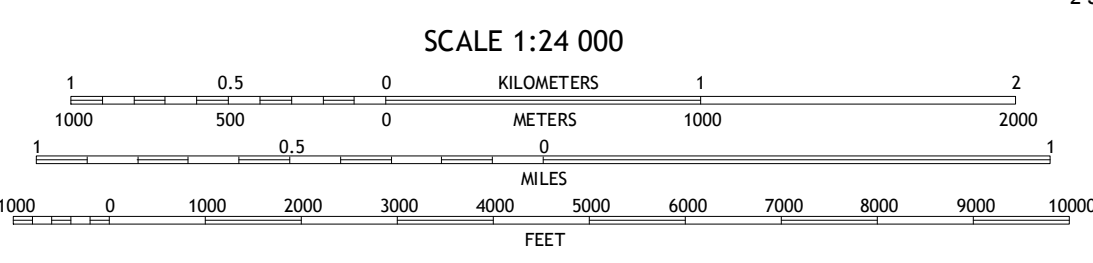 SCALE 1:24 000
1 0.5 0 KILOMETERS 1 2
1000 500 0 METERS 1000 2000
1 0.5 0 1
MILES
1000 0 1000 2000 3000 4000 5000 6000 7000 8000 9000 10000
FEET